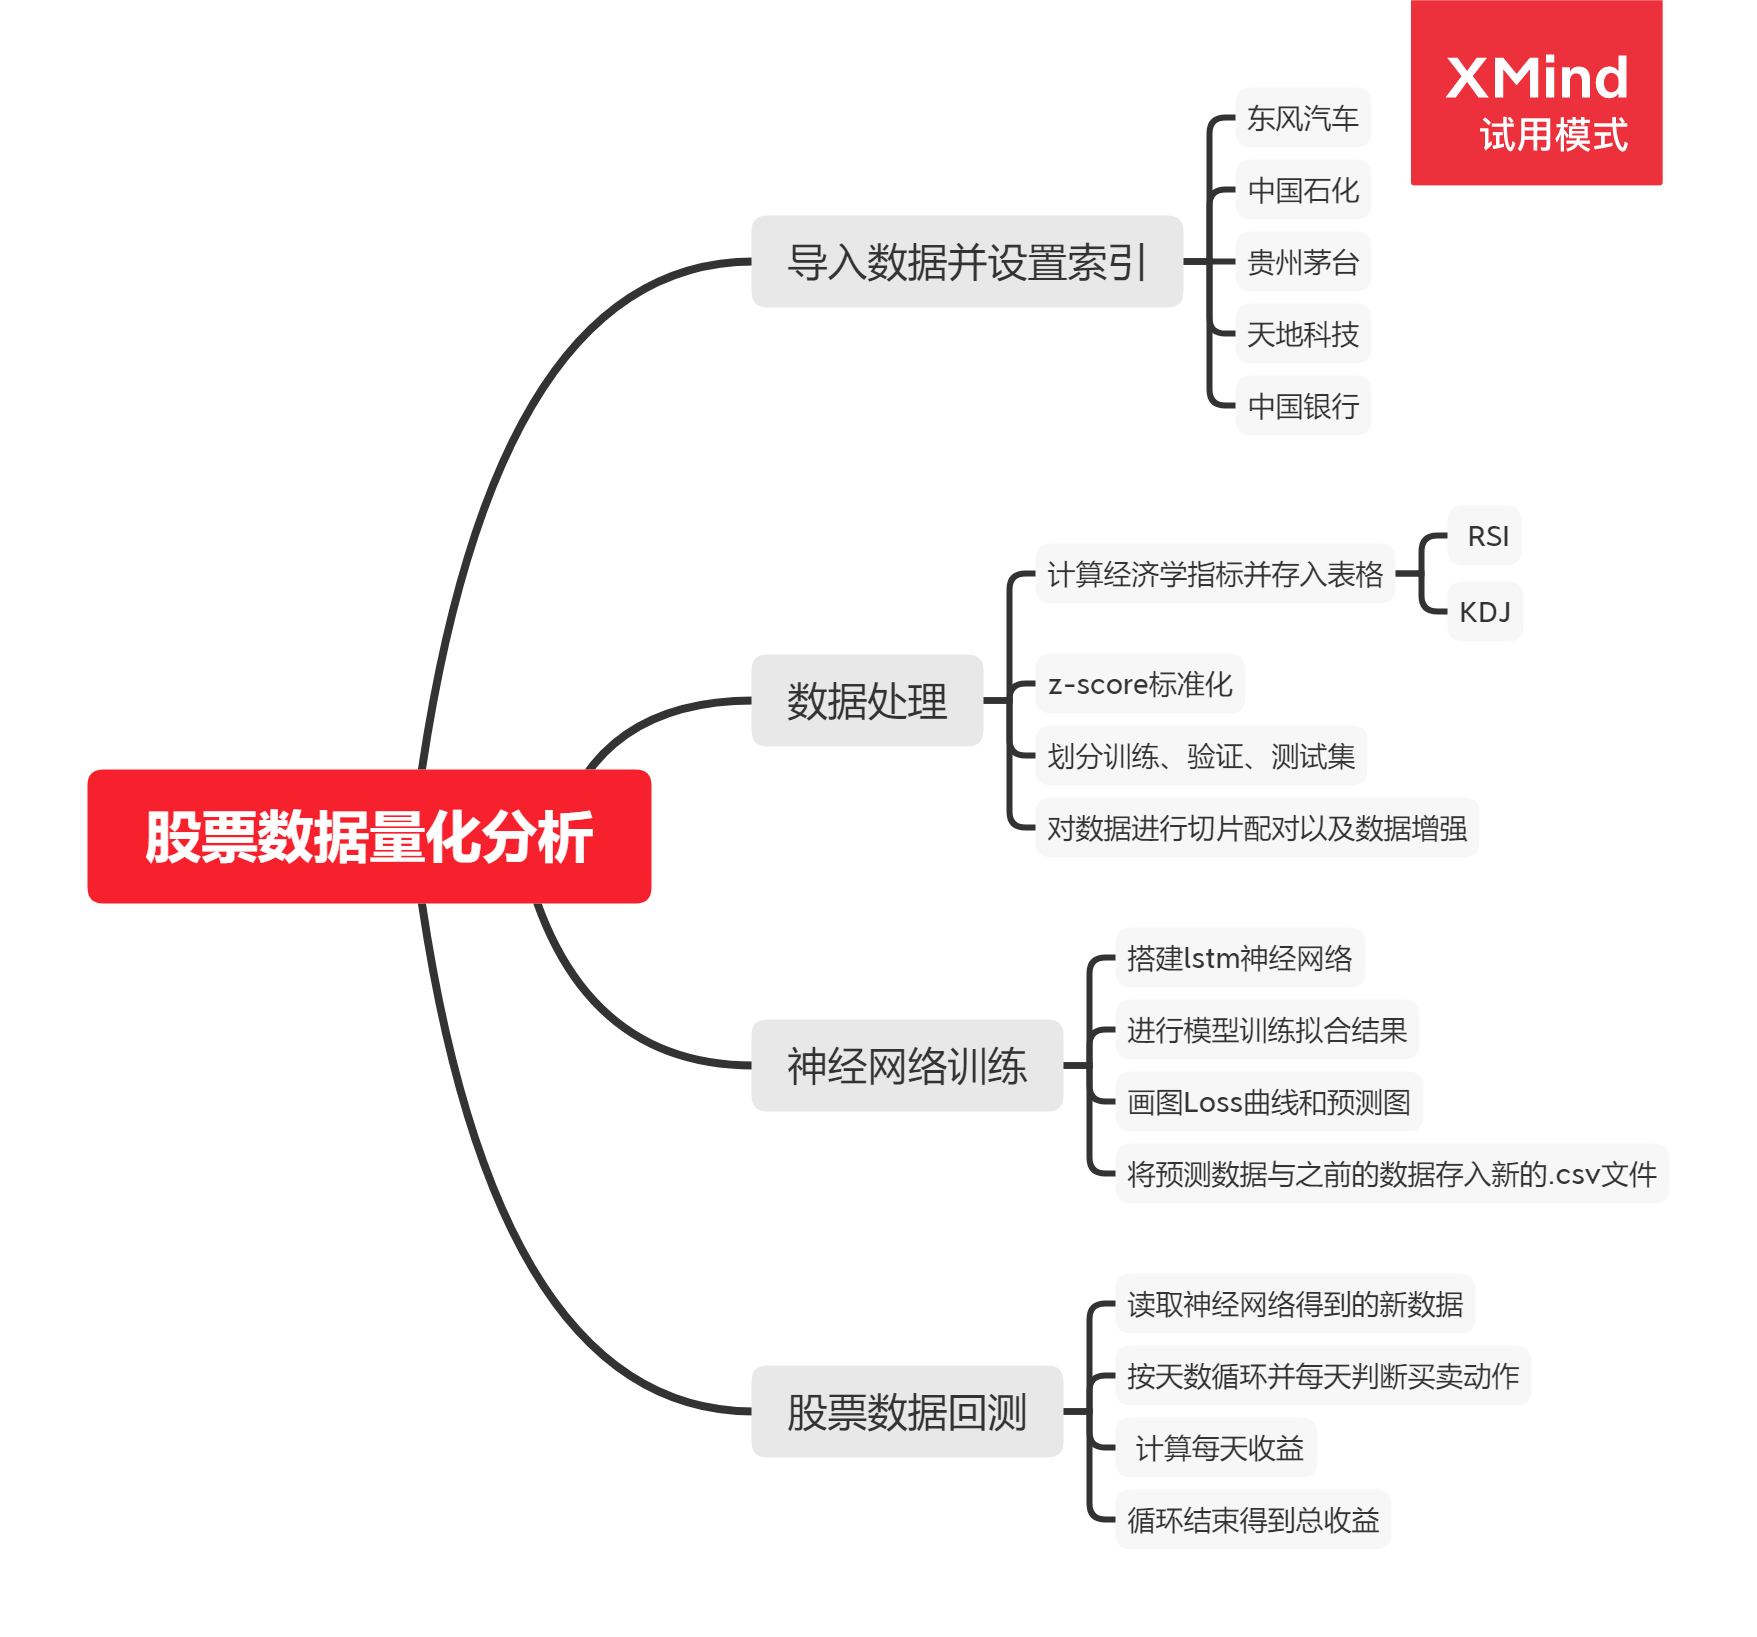 XMind
试用模式
股票数据量化分析
导入数据并设置索引
东风汽车
中国石化
贵州茅台
天地科技
中国银行
数据处理
计算经济学指标并存入表格
RSI
KDJ
z-score标准化
划分训练、验证、测试集
对数据进行切片配对以及数据增强
神经网络训练
搭建lstm神经网络
进行模型训练拟合结果
画图Loss曲线和预测图
将预测数据与之前的数据存入新的.csv文件
股票数据回测
读取神经网络得到的新数据
按天数循环并每天判断买卖动作
计算每天收益
循环结束得到总收益